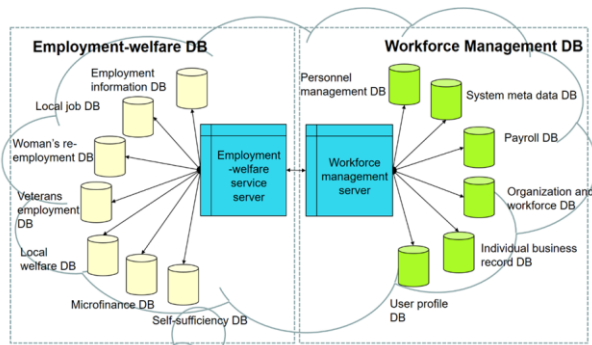 Employment-welfare DB
Workforce Management DB
Employment
information DB
Local job DB
Woman's re-
employment DB
Veterans
employment
DB
Local
welfare DB
Microfinance DB
Self-sufficiency DB
Employment
-welfare
service
server
Workforce
management
server
Personnel
management DB
System meta data DB
Payroll DB
Organization and
workforce DB
Individual business
record DB
User profile
DB